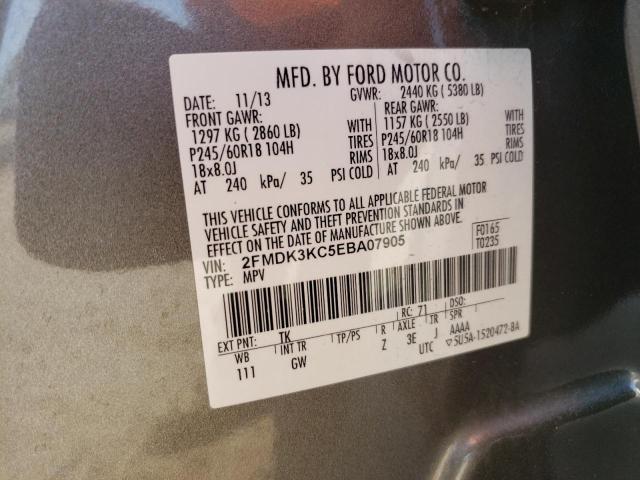 MFD. BY FORD MOTOR CO.
DATE: 11/13 GVWR: 2440 KG ( 5380 LB)
FRONT GAWR: REAR GAWR:
1297 KG ( 2860 LB) WITH 1157 KG ( 2550 LB) WITH
P245/60R18 104H TIRES P245/60R18 104H TIRES
18x8.0J RIMS 18x8.0J RIMS
AT 240 kPa/ 35 PSI COLD AT 240 kPa/ 35 PSI COLD
THIS VEHICLE CONFORMS TO ALL APPLICABLE FEDERAL MOTOR
VEHICLE SAFETY AND THEFT PREVENTION STANDARDS IN
EFFECT ON THE DATE OF MANUFACTURE SHOWN ABOVE.
VIN: 2FMDK3KC5EBA07905 F0165
TYPE: MPV T0235
EXT PNT: TK RC: 71 DSO:
WB INT TR TP/PS R AXLE TR SPR
111 GW Z 3E J AAAA
UTC ▽5U5A-1520472-BA